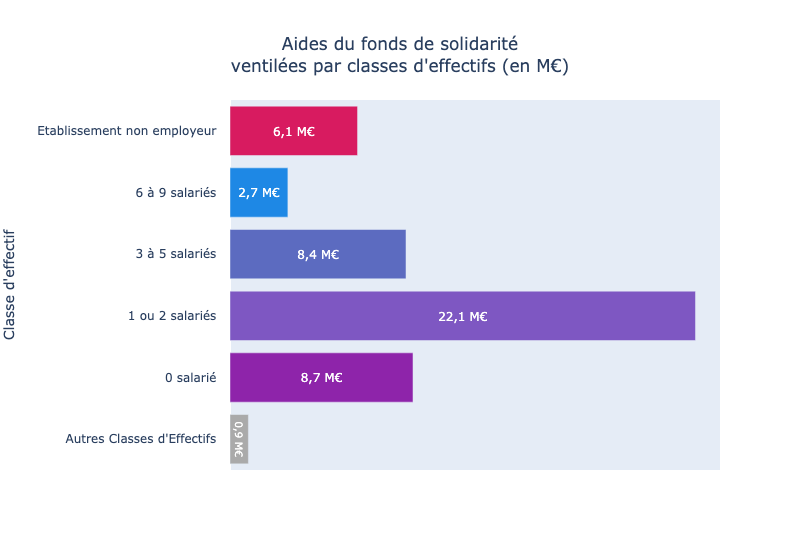 Aides du fonds de solidarité
ventilées par classes d'effectifs (en M€)
Classe d'effectif
Etablissement non employeur
6,1 M€
6 à 9 salariés
2,7 M€
3 à 5 salariés
8,4 M€
1 ou 2 salariés
22,1 M€
0 salarié
8,7 M€
Autres Classes d'Effectifs
0,9 M€